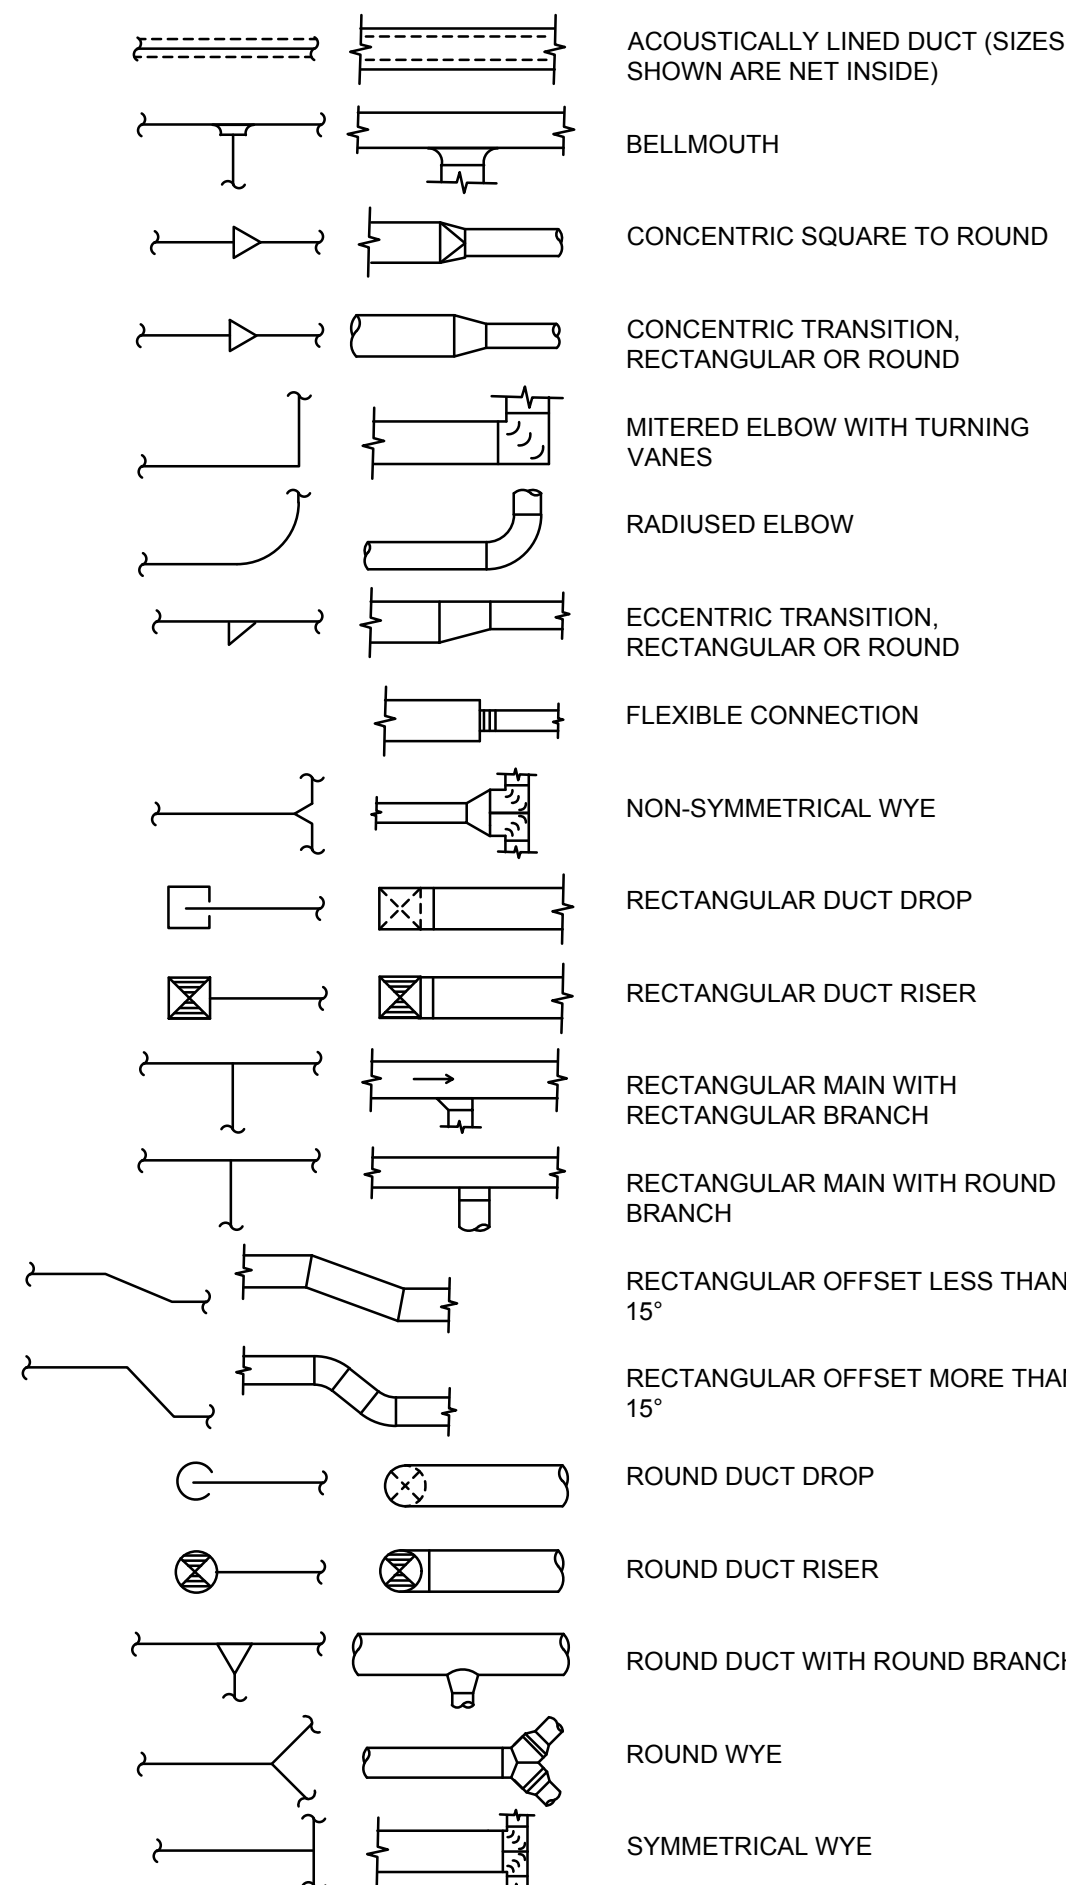 ACOUSTICALLY LINED DUCT (SIZES
SHOWN ARE NET INSIDE)
BELLMOUTH
CONCENTRIC SQUARE TO ROUND
CONCENTRIC TRANSITION,
RECTANGULAR OR ROUND
MITERED ELBOW WITH TURNING
VANES
RADIUSED ELBOW
ECCENTRIC TRANSITION,
RECTANGULAR OR ROUND
FLEXIBLE CONNECTION
NON-SYMMETRICAL WYE
RECTANGULAR DUCT DROP
RECTANGULAR DUCT RISER
RECTANGULAR MAIN WITH
RECTANGULAR BRANCH
RECTANGULAR MAIN WITH ROUND
BRANCH
RECTANGULAR OFFSET LESS THAN
15°
RECTANGULAR OFFSET MORE THAN
15°
ROUND DUCT DROP
ROUND DUCT RISER
ROUND DUCT WITH ROUND BRANCH
ROUND WYE
SYMMETRICAL WYE